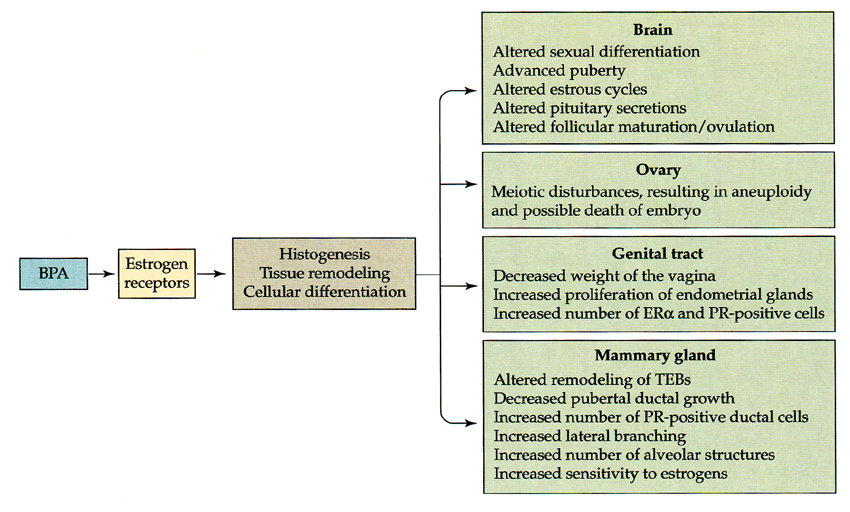 BPA
Estrogen
receptors
Histogenesis
Tissue remodeling
Cellular differentiation
Brain
Altered sexual differentiation
Advanced puberty
Altered estrous cycles
Altered pituitary secretions
Altered follicular maturation/ovulation
Ovary
Meiotic disturbances, resulting in aneuploidy
and possible death of embryo
Genital tract
Decreased weight of the vagina
Increased proliferation of endometrial glands
Increased number of ERα and PR-positive cells
Mammary gland
Altered remodeling of TEBs
Decreased pubertal ductal growth
Increased number of PR-positive ductal cells
Increased lateral branching
Increased number of alveolar structures
Increased sensitivity to estrogens